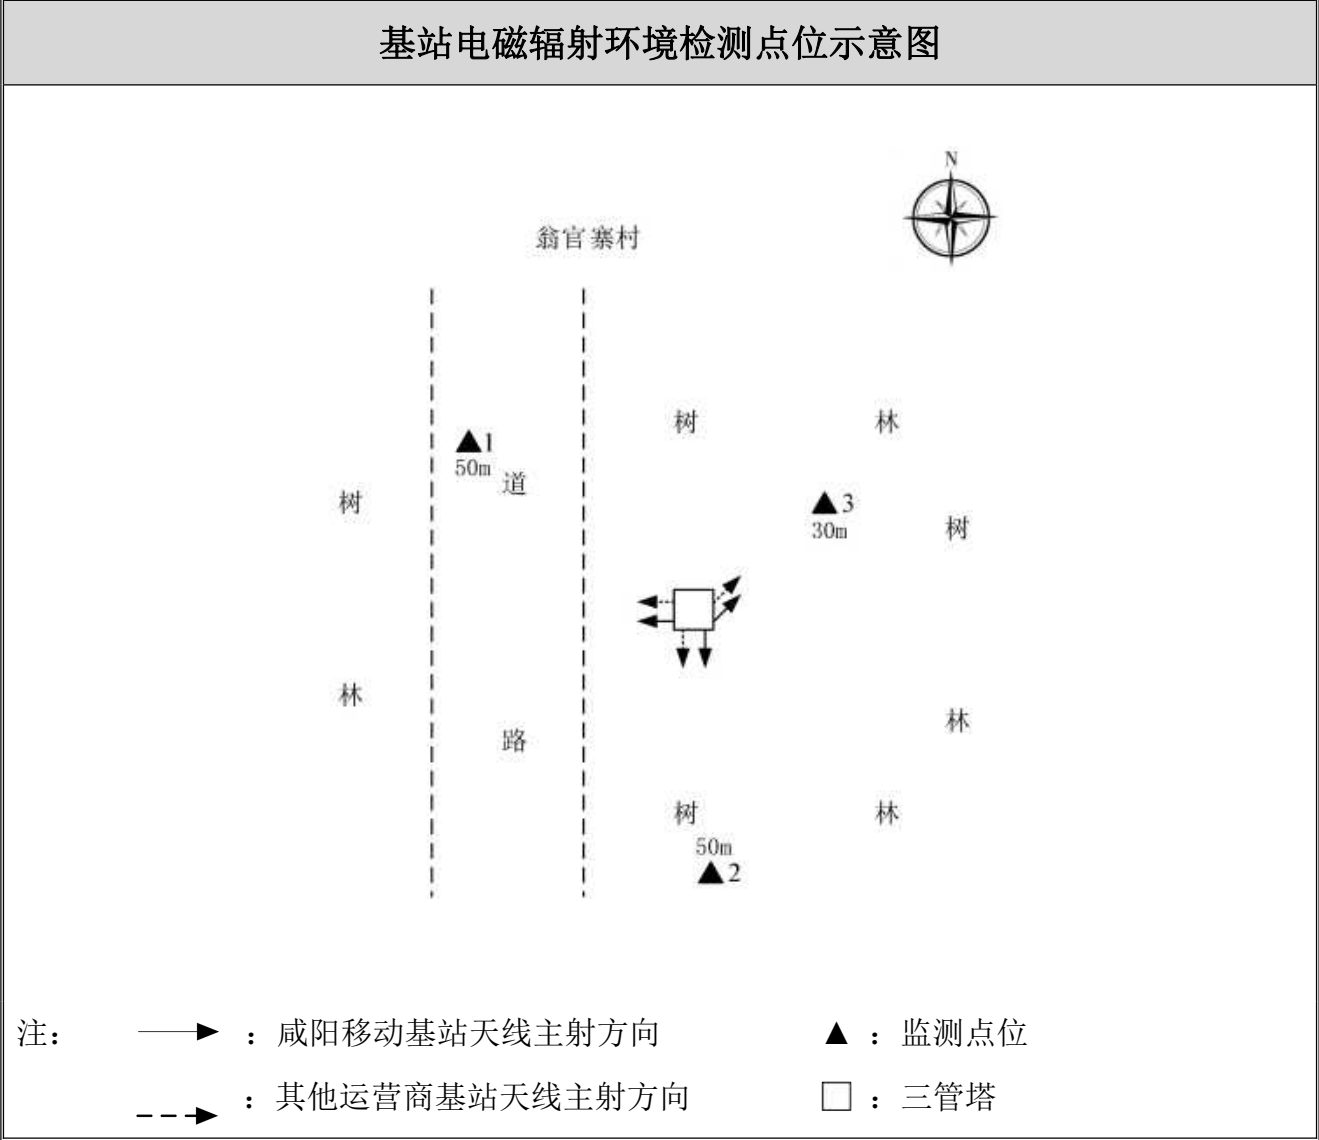 基站电磁辐射环境检测点位示意图
N
翁官寨村
树 林
▲1
50m
道
▲3
30m
树
树
林
林
路
树 林
50m
▲2
注： ：咸阳移动基站天线主射方向 ▲：监测点位
：其他运营商基站天线主射方向 □：三管塔